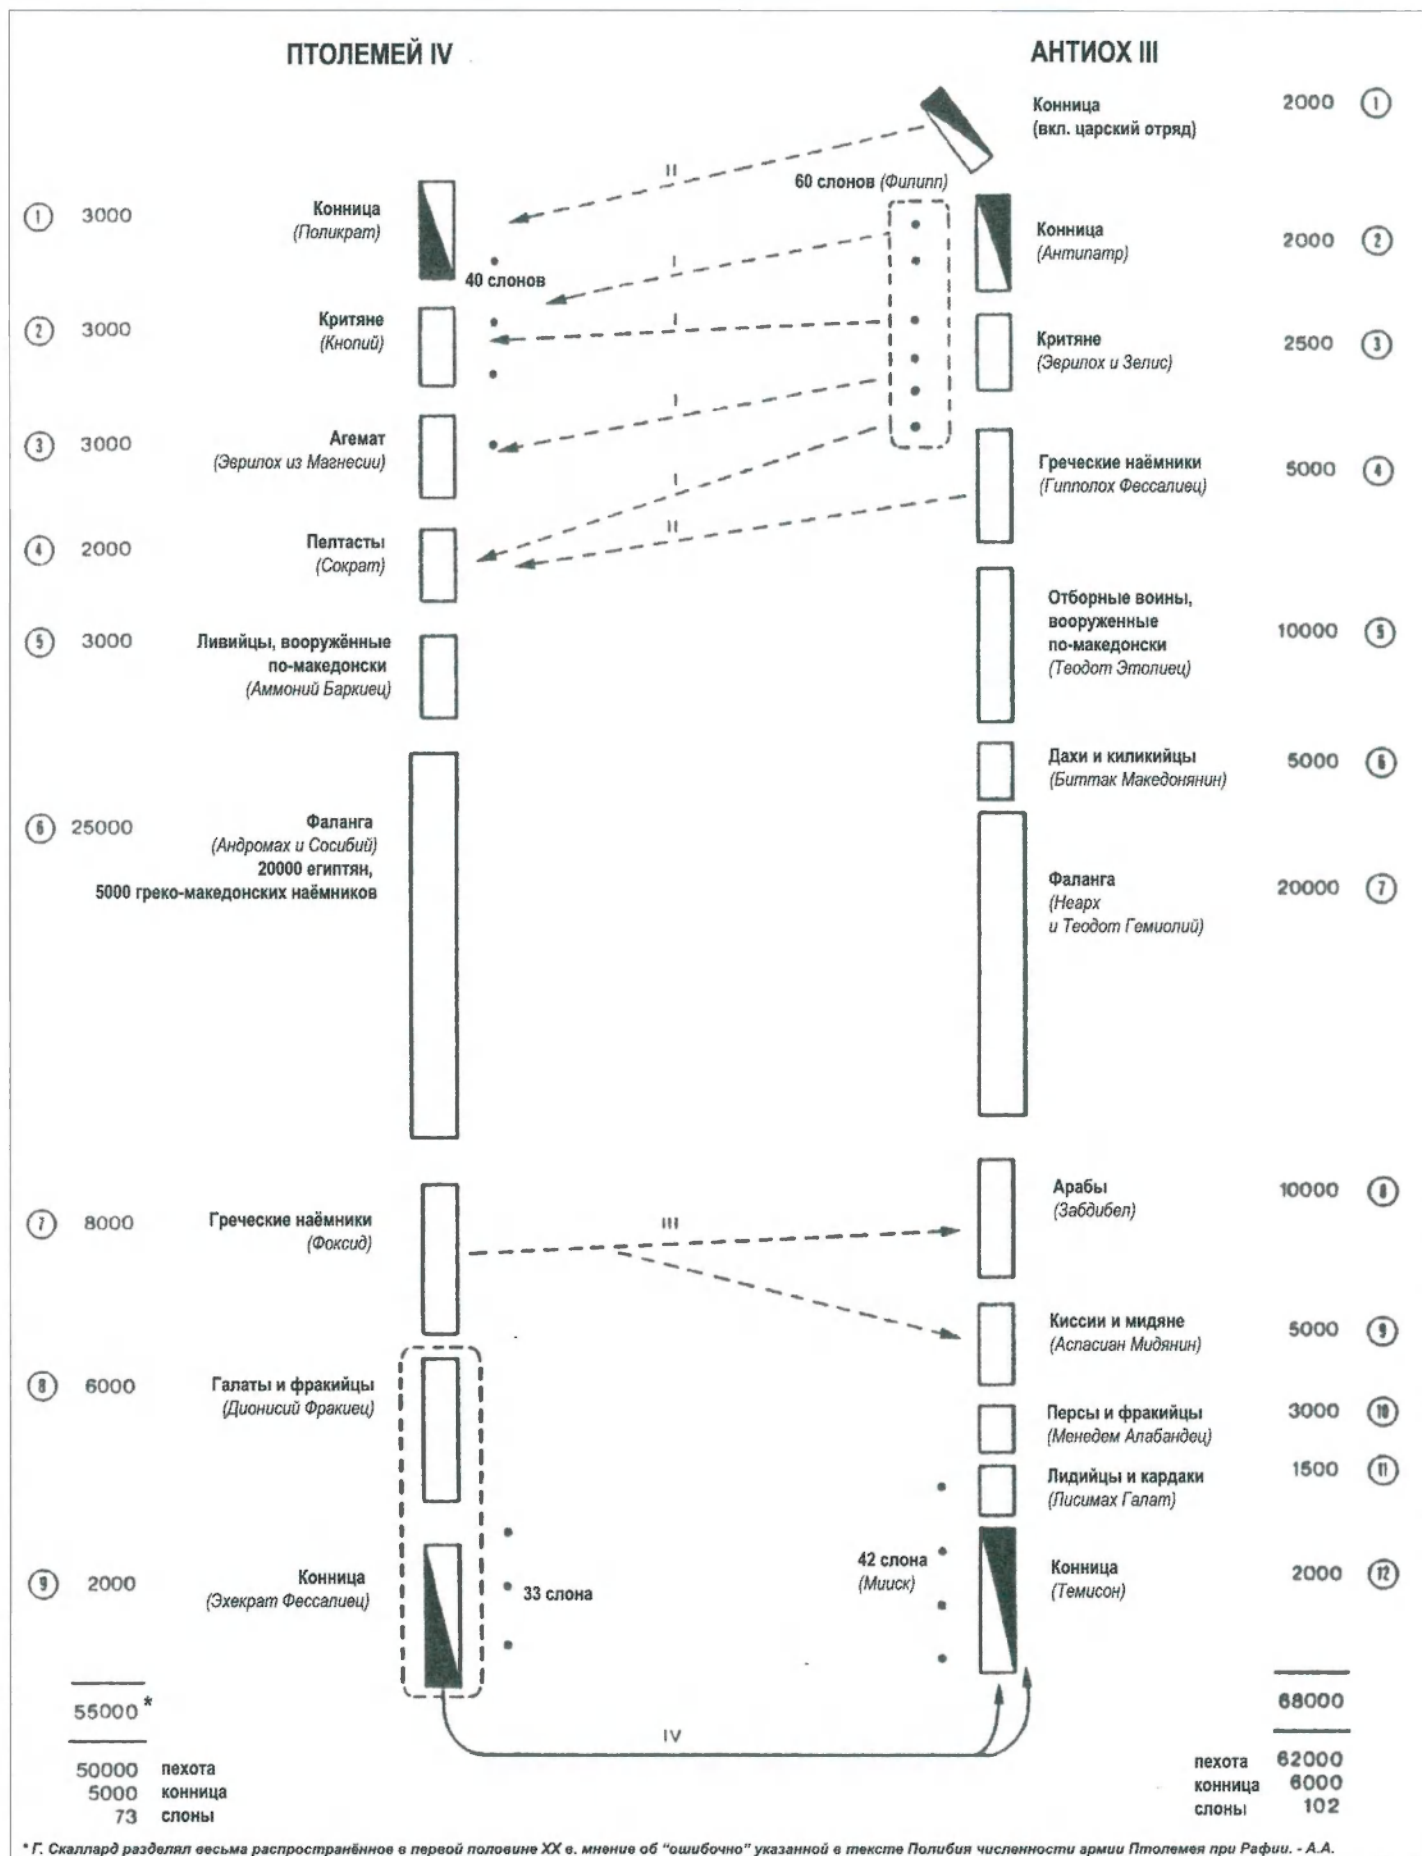 ПТОЛЕМЕЙ IV
АНТИОХ III
Конница 2000 1
(вкл. царский отряд)
II
60 слонов (Филипп)
1 3000 Конница
(Поликрат)
Конница 2000 2
(Антипатр)
40 слонов
I
2 3000 Критяне
(Кнопий)
I
Критяне 2500 3
(Эврилох и Зелис)
I
3 3000 Агемат
(Эврилох из Магнесии)
Греческие наёмники 5000 4
(Гипполох Фессалиец)
I
II
4 2000 Пелтасты
(Сократ)
Отборные воины,
вооруженные
по-македонски 10000 5
(Теодот Этолиец)
5 3000 Ливийцы, вооружённые
по-македонски
(Аммоний Баркиец)
Дахи и киликийцы 5000 6
(Биттак Македонянин)
6 25000 Фаланга
(Андромах и Сосибий)
20000 египтян,
5000 греко-македонских наёмников
Фаланга 20000 7
(Неарх
и Теодот Гемиолий)
Арабы 10000 8
(Забдибел)
7 8000 Греческие наёмники
(Фоксид)
III
Киссии и мидяне 5000 9
(Аспасиан Мидянин)
8 6000 Галаты и фракийцы
(Дионисий Фракиец)
Персы и фракийцы 3000 10
(Менедем Алабандец)
Лидийцы и кардаки 1500 11
(Лисимах Галат)
9 2000 Конница
(Эхекрат Фессалиец)
33 слона
42 слона
(Мииск)
Конница 2000 12
(Темисон)
IV
55000 *
50000 пехота
5000 конница
73 слоны
68000
пехота 62000
конница 6000
слоны 102
* Г. Скаллард разделял весьма распространённое в первой половине XX в. мнение об "ошибочно" указанной в тексте Полибия численности армии Птолемея при Рафии. - А.А.